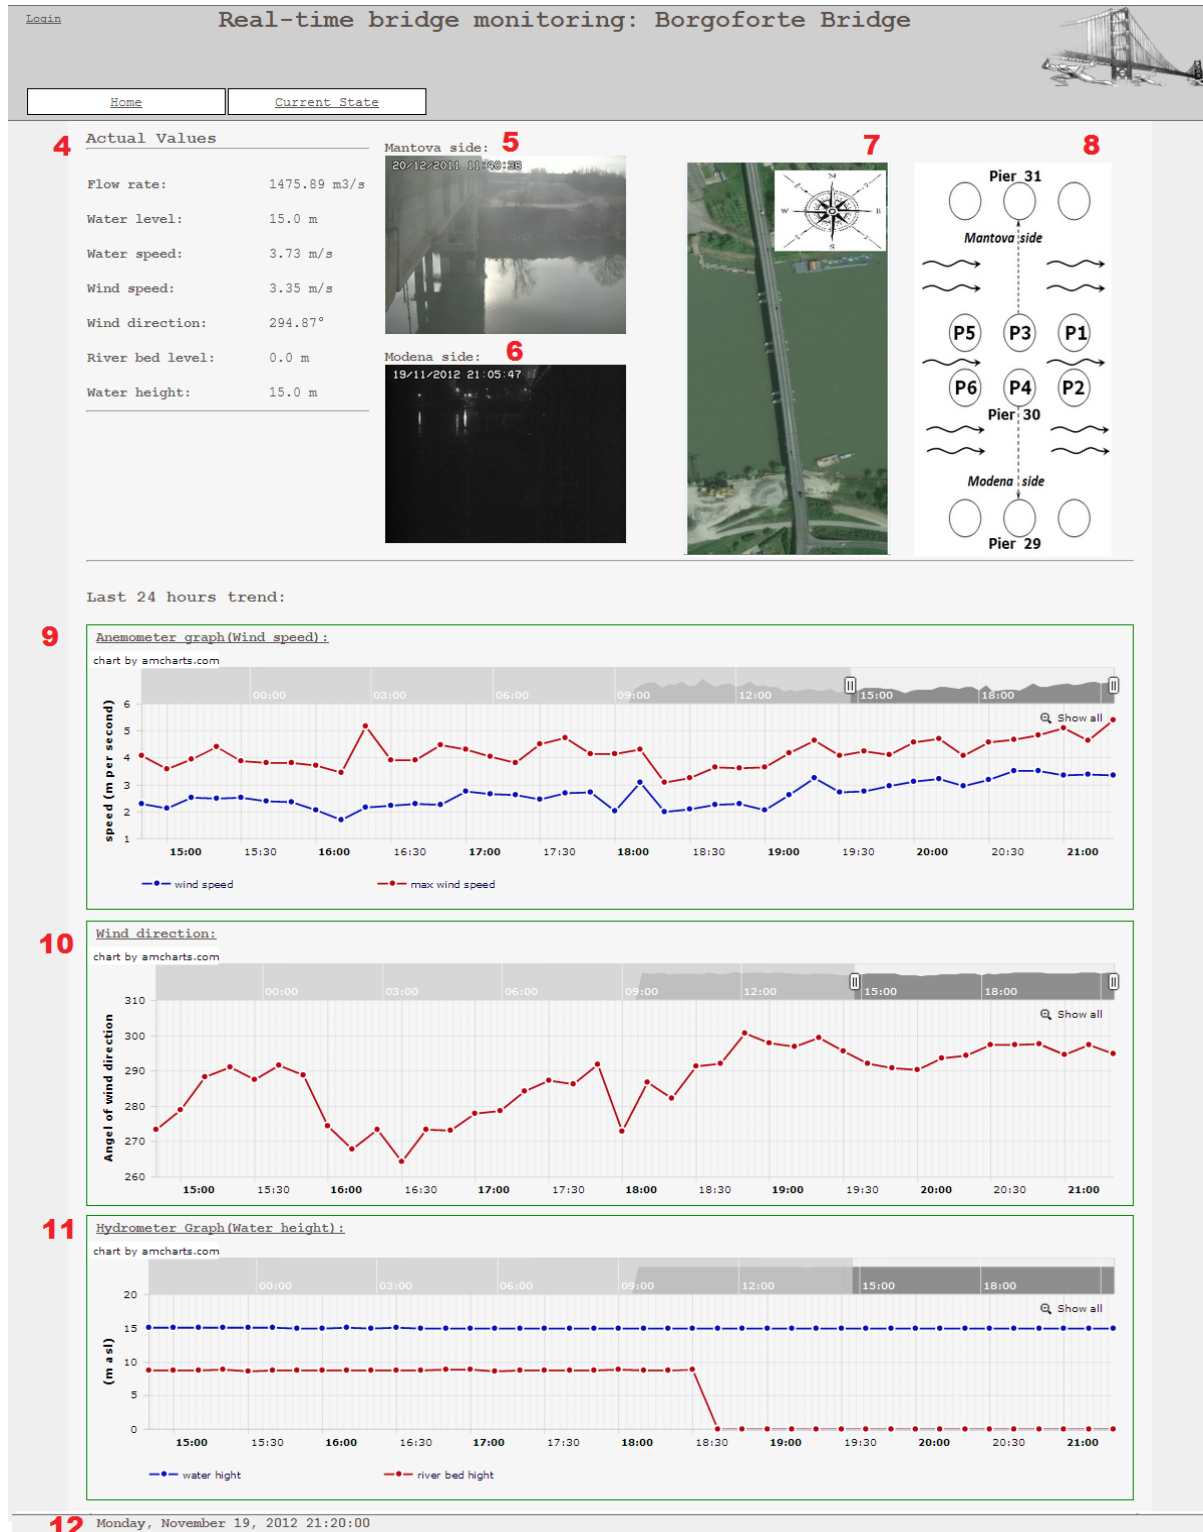 Login
Real-time bridge monitoring: Borgoforte Bridge
Home
Current State
4
Actual Values
Flow rate: 1475.89 m3/s
Water level: 15.0 m
Water speed: 3.73 m/s
Wind speed: 3.35 m/s
Wind direction: 294.87°
River bed level: 0.0 m
Water height: 15.0 m
Mantova side: 5
20/12/2011 11:40:38
Modena side: 6
19/11/2012 21:05:47
7
N
W
E
S
8
Pier 31
Mantova side
P5 P3 P1
P6 P4 P2
Pier 30
Modena side
Pier 29
Last 24 hours trend:
9
Anemometer graph(Wind speed):
chart by amcharts.com
00:00 03:00 06:00 09:00 12:00 15:00 18:00
Show all
speed (m per second)
6
5
4
3
2
1
15:00 15:30 16:00 16:30 17:00 17:30 18:00 18:30 19:00 19:30 20:00 20:30 21:00
wind speed
max wind speed
10
Wind direction:
chart by amcharts.com
00:00 03:00 06:00 09:00 12:00 15:00 18:00
Show all
Angel of wind direction
310
300
290
280
270
260
15:00 15:30 16:00 16:30 17:00 17:30 18:00 18:30 19:00 19:30 20:00 20:30 21:00
11
Hydrometer Graph(Water height):
chart by amcharts.com
00:00 03:00 06:00 09:00 12:00 15:00 18:00
Show all
(m asl)
20
15
10
5
0
15:00 15:30 16:00 16:30 17:00 17:30 18:00 18:30 19:00 19:30 20:00 20:30 21:00
water hight
river bed hight
12
Monday, November 19, 2012 21:20:00